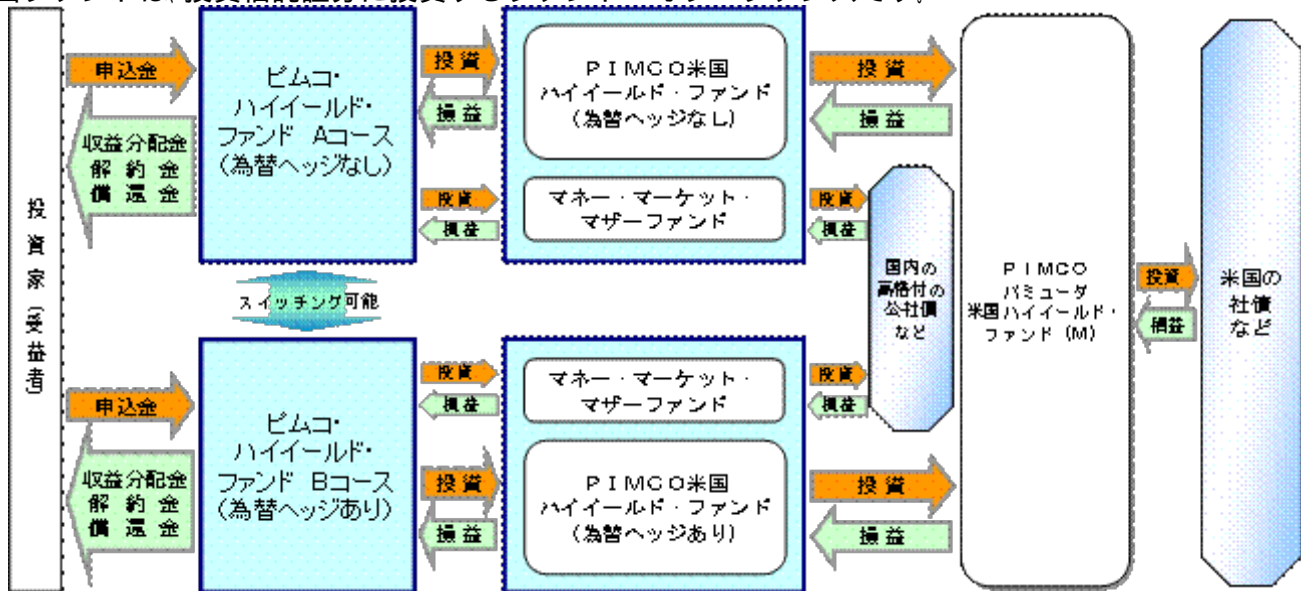 投資家(受益者)
申込金
収益分配金
解約金
償還金
ピムコ・
ハイイールド・
ファンド Aコース
(為替ヘッジなし)
投資
損益
PIMCO米国
ハイイールド・ファンド
(為替ヘッジなし)
投資
損益
投資
損益
マネー・マーケット・
マザーファンド
投資
損益
スイッチング可能
国内の
高格付の
公社債
など
PIMCO
バミューダ
米国ハイイールド・
ファンド(M)
投資
損益
米国の
社債
など
申込金
収益分配金
解約金
償還金
ピムコ・
ハイイールド・
ファンド Bコース
(為替ヘッジあり)
投資
損益
マネー・マーケット・
マザーファンド
投資
損益
投資
損益
PIMCO米国
ハイイールド・ファンド
(為替ヘッジあり)
投資
損益